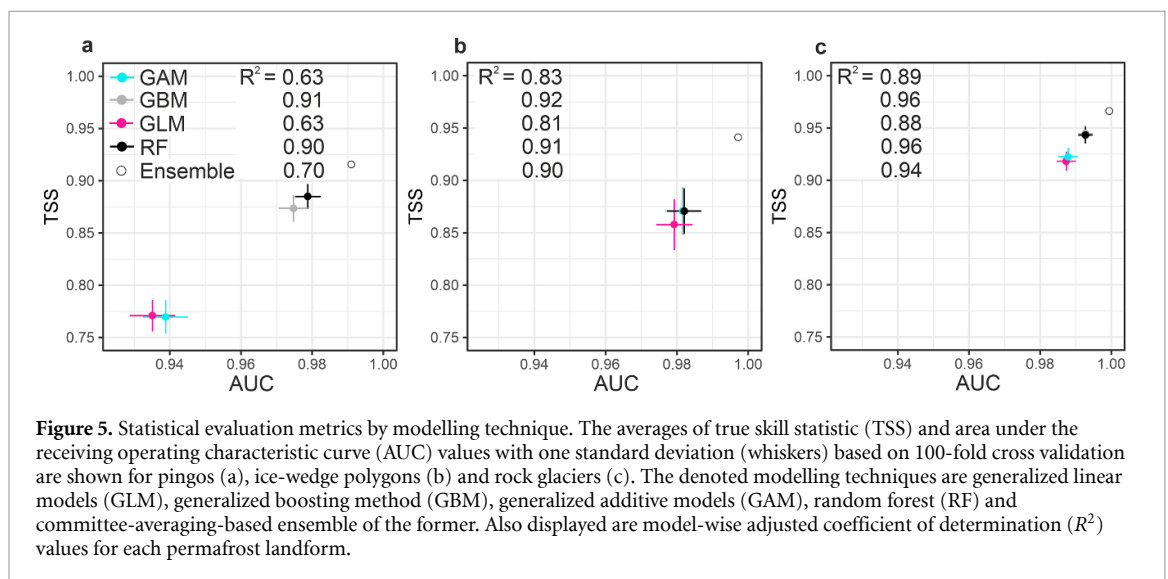 a
1.00
0.95
0.90
0.85
0.80
0.75
TSS
GAM R² = 0.63
GBM 0.91
GLM 0.63
RF 0.90
Ensemble 0.70
0.94 0.98 1.00
AUC
b
1.00
0.95
0.90
0.85
0.80
0.75
TSS
R² = 0.83
0.92
0.81
0.91
0.90
0.94 0.98 1.00
AUC
c
1.00
0.95
0.90
0.85
0.80
0.75
TSS
R² = 0.89
0.96
0.88
0.96
0.94
0.94 0.98 1.00
AUC
Figure 5. Statistical evaluation metrics by modelling technique. The averages of true skill statistic (TSS) and area under the
receiving operating characteristic curve (AUC) values with one standard deviation (whiskers) based on 100-fold cross validation
are shown for pingos (a), ice-wedge polygons (b) and rock glaciers (c). The denoted modelling techniques are generalized linear
models (GLM), generalized boosting method (GBM), generalized additive models (GAM), random forest (RF) and
committee-averaging-based ensemble of the former. Also displayed are model-wise adjusted coefficient of determination (R²)
values for each permafrost landform.